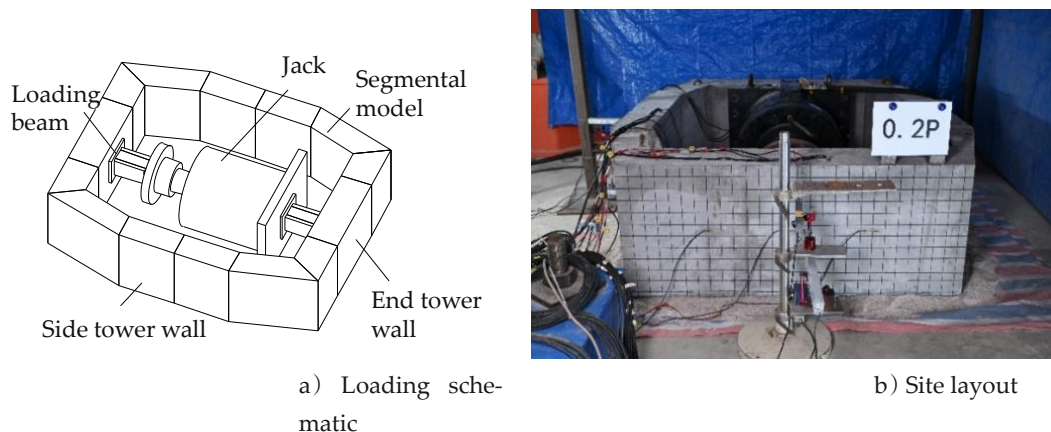 Jack
Segmental
model
Loading
beam
0. 2P
End tower
wall
Side tower wall
a) Loading sche-
matic
b) Site layout